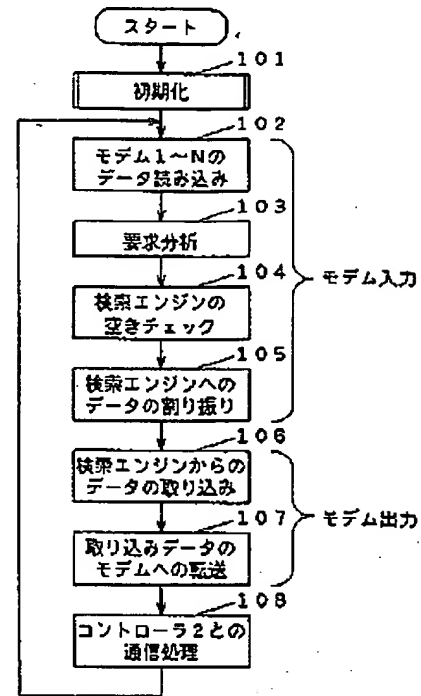 スタート
101
初期化
102
モデム1～Nの
データ読み込み
103
要求分析
104
検索エンジンの
空きチェック
モデム入力
105
検索エンジンへの
データの割り振り
106
検索エンジンからの
データの取り込み
107
モデム出力
取り込みデータの
モデムへの転送
108
コントローラ2との
通信処理